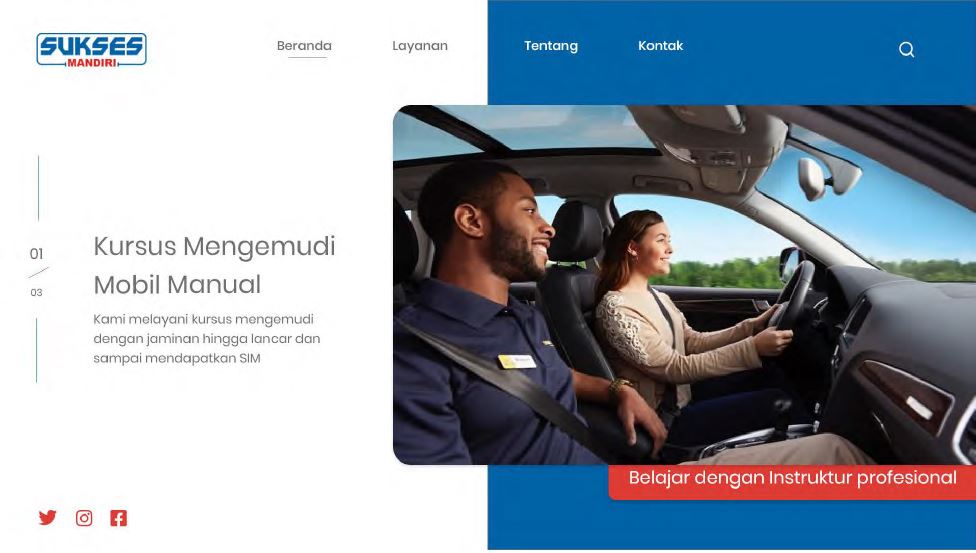 SUKSES
MANDIRI
Beranda
Layanan
Tentang
Kontak
01
03
Kursus Mengemudi
Mobil Manual
Kami melayani kursus mengemudi
dengan jaminan hingga lancar dan
sampai mendapatkan SIM
Belajar dengan Instruktur profesional